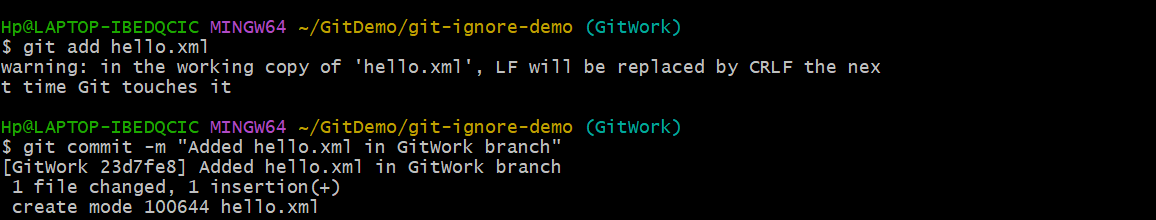 Hp@LAPTOP-IBEDQCIC MINGW64 ~/GitDemo/git-ignore-demo (GitWork)
$ git add hello.xml
warning: in the working copy of 'hello.xml', LF will be replaced by CRLF the nex
t time Git touches it
Hp@LAPTOP-IBEDQCIC MINGW64 ~/GitDemo/git-ignore-demo (GitWork)
$ git commit -m "Added hello.xml in GitWork branch"
[GitWork 23d7fe8] Added hello.xml in GitWork branch
 1 file changed, 1 insertion(+)
 create mode 100644 hello.xml